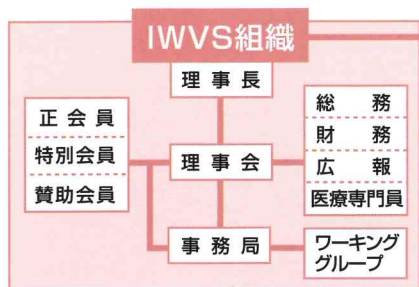 IWVS組織
理事長
正会員
特別会員
賛助会員
理事会
総務
財務
広報
医療専門員
事務局
ワーキング
グループ